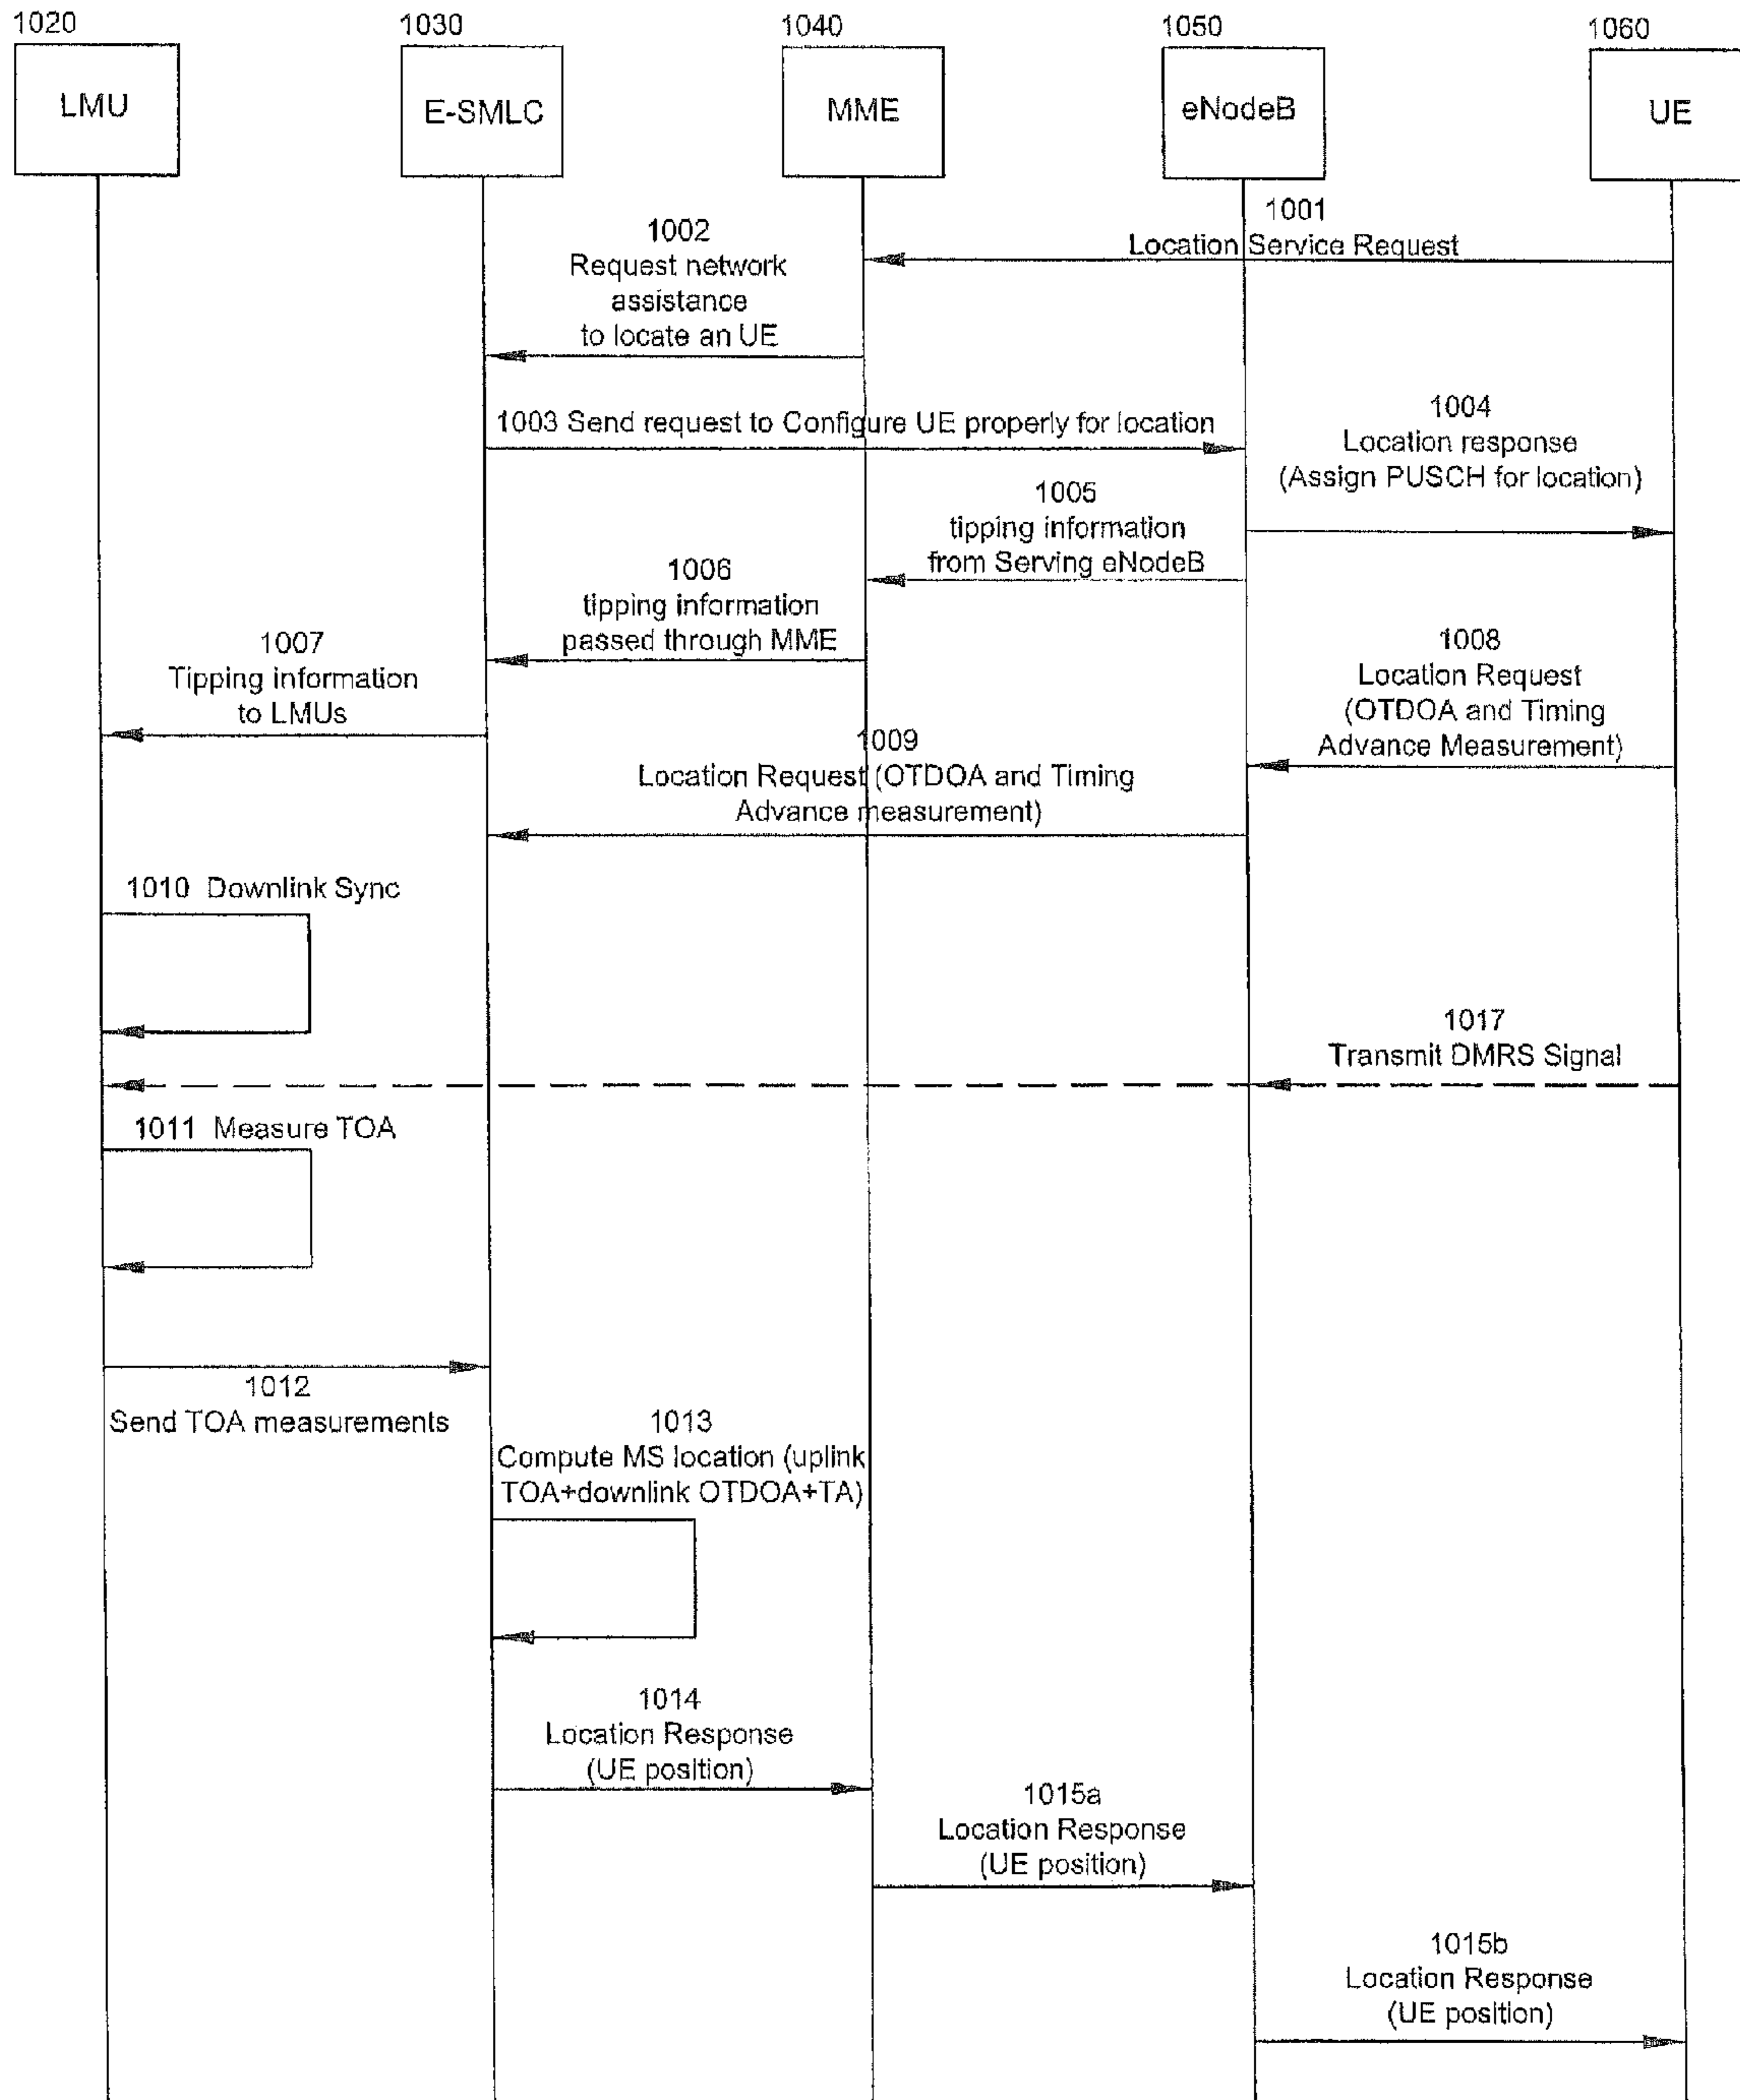 1020
1030
1040
1050
1060
LMU
E-SMLC
MME
eNodeB
UE
1001
Location Service Request
1002
Request network
assistance
to locate an UE
1003 Send request to Configure UE properly for location
1004
Location response
(Assign PUSCH for location)
1005
tipping information
from Serving eNodeB
1006
tipping information
passed through MME
1007
Tipping information
to LMUs
1008
Location Request
(OTDOA and Timing
Advance Measurement)
1009
Location Request (OTDOA and Timing
Advance measurement)
1010 Downlink Sync
1017
Transmit DMRS Signal
1011 Measure TOA
1012
Send TOA measurements
1013
Compute MS location (uplink
TOA+downlink OTDOA+TA)
1014
Location Response
(UE position)
1015a
Location Response
(UE position)
1015b
Location Response
(UE position)